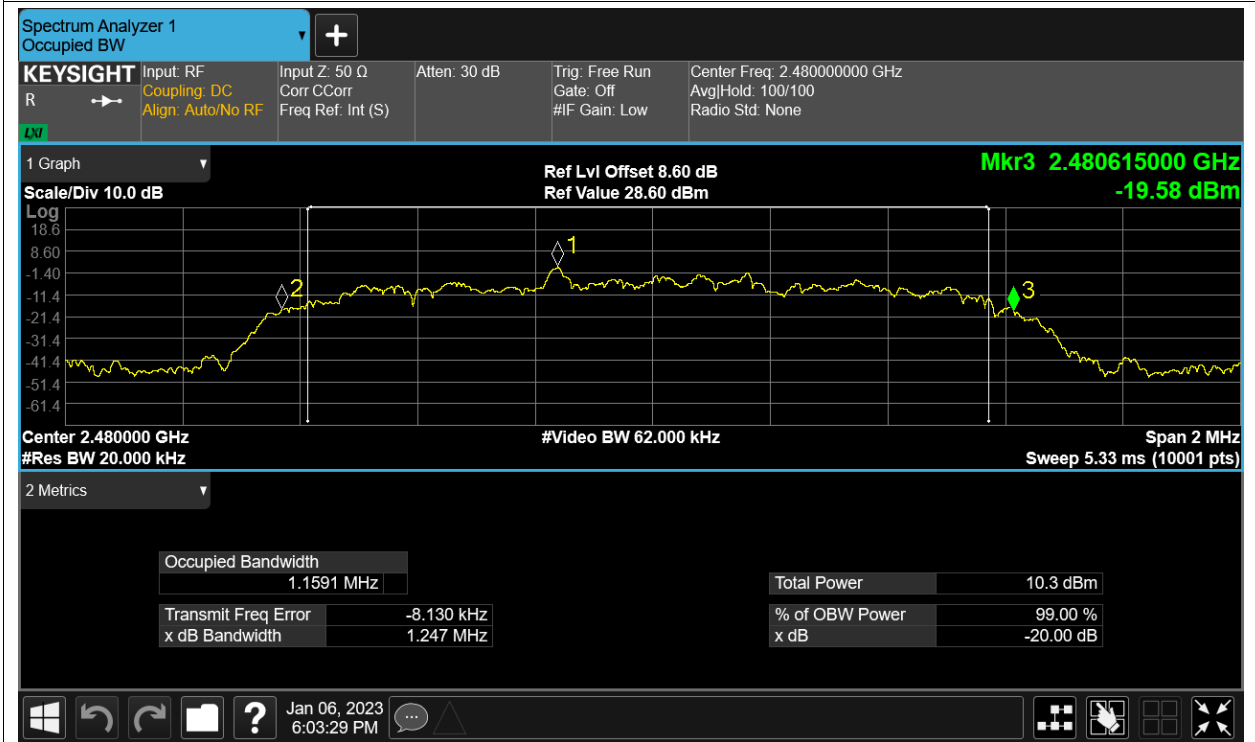 Spectrum Analyzer 1
Occupied BW
KEYSIGHT Input: RF Input Z: 50 Ω Atten: 30 dB Trig: Free Run Center Freq: 2.480000000 GHz
R Coupling: DC Corr CCorr Gate: Off Avg|Hold: 100/100
Align: Auto/No RF Freq Ref: Int (S) #IF Gain: Low Radio Std: None
LXI
1 Graph Ref Lvl Offset 8.60 dB Mkr3 2.480615000 GHz
Scale/Div 10.0 dB Ref Value 28.60 dBm -19.58 dBm
Log
18.6
8.60
-1.40
-11.4
-21.4
-31.4
-41.4
-51.4
-61.4
1
2
3
Center 2.480000 GHz #Video BW 62.000 kHz Span 2 MHz
#Res BW 20.000 kHz Sweep 5.33 ms (10001 pts)
2 Metrics
Occupied Bandwidth
1.1591 MHz Total Power 10.3 dBm
Transmit Freq Error -8.130 kHz % of OBW Power 99.00 %
x dB Bandwidth 1.247 MHz x dB -20.00 dB
? Jan 06, 2023
6:03:29 PM